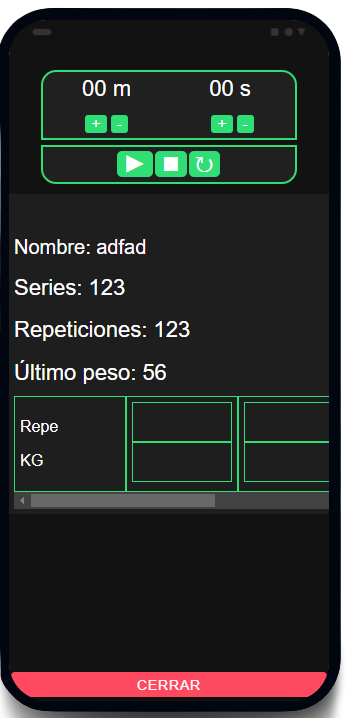 00 m 00 s
+ - + -
Nombre: adfad
Series: 123
Repeticiones: 123
Último peso: 56
Repe
KG
CERRAR